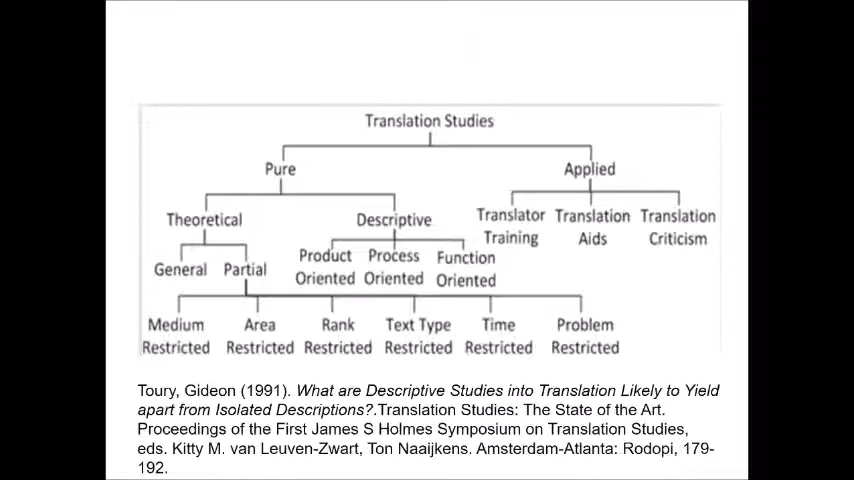 Translation Studies
Pure
Applied
Theoretical
Descriptive
Translator
Training
Translation
Aids
Translation
Criticism
General
Partial
Product
Oriented
Process
Oriented
Function
Oriented
Medium
Restricted
Area
Restricted
Rank
Restricted
Text Type
Restricted
Time
Restricted
Problem
Restricted
Toury, Gideon (1991). What are Descriptive Studies into Translation Likely to Yield
apart from Isolated Descriptions?.Translation Studies: The State of the Art.
Proceedings of the First James S Holmes Symposium on Translation Studies,
eds. Kitty M. van Leuven-Zwart, Ton Naaijkens. Amsterdam-Atlanta: Rodopi, 179-
192.